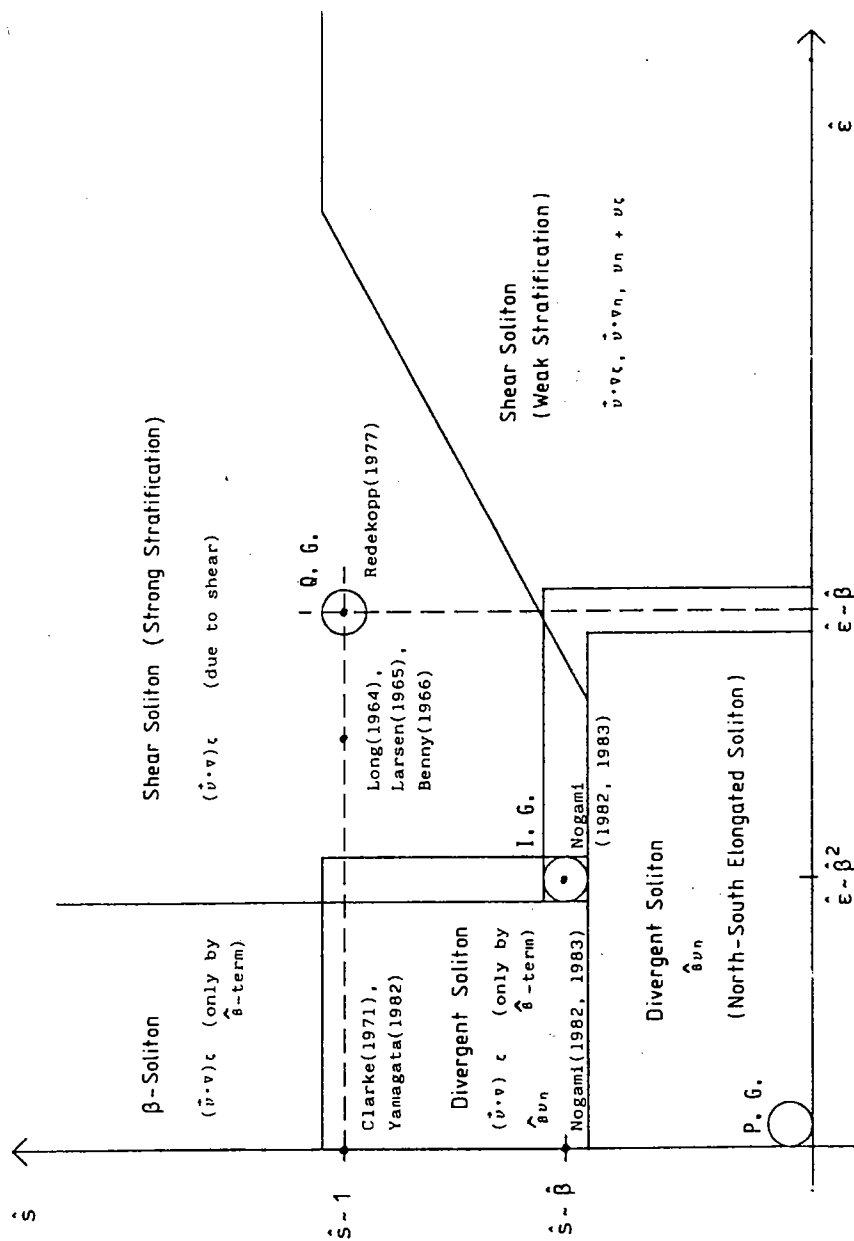 ŝ
β-Soliton
(v⃗·∇)ζ (only by
β̂-term)
Shear Soliton (Strong Stratification)
(v⃗·∇)ζ (due to shear)
ŝ~1
Clarke(1971),
Yamagata(1982)
Long(1964),
Larsen(1965),
Benny(1966)
Q. G.
Redekopp(1977)
Divergent Soliton
(v⃗·∇) ζ (only by
β̂-term)
β̂vη
Nogami(1982, 1983)
I. G.
Nogami
(1982, 1983)
Shear Soliton
(Weak Stratification)
v⃗·∇ζ, v⃗·∇η, vη + vζ
ŝ~β̂
Divergent Soliton
β̂vη
(North-South Elongated Soliton)
P. G.
ε̂~β̂²
ε̂~β̂
ε̂